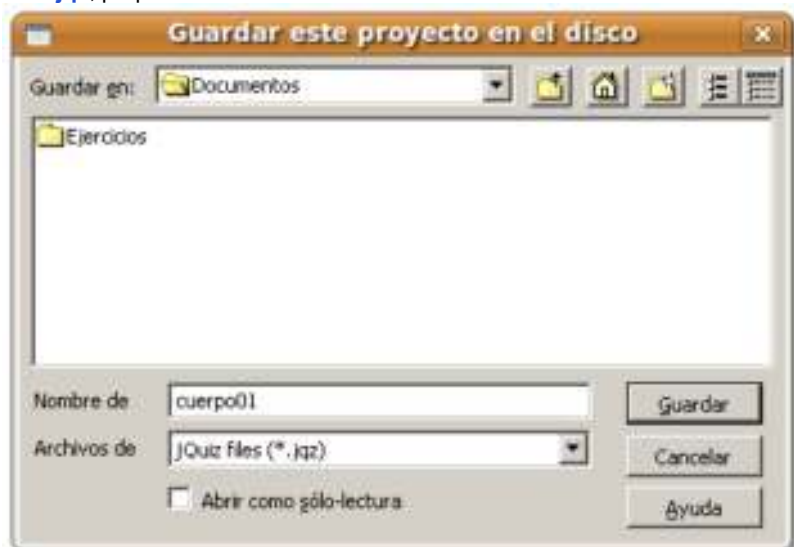 Guardar este proyecto en el disco
Guardar en: Documentos
Ejercicios
Nombre de cuerpo01 Guardar
Archivos de JQuiz files (*.jqz) Cancelar
Abrir como sólo-lectura Ayuda